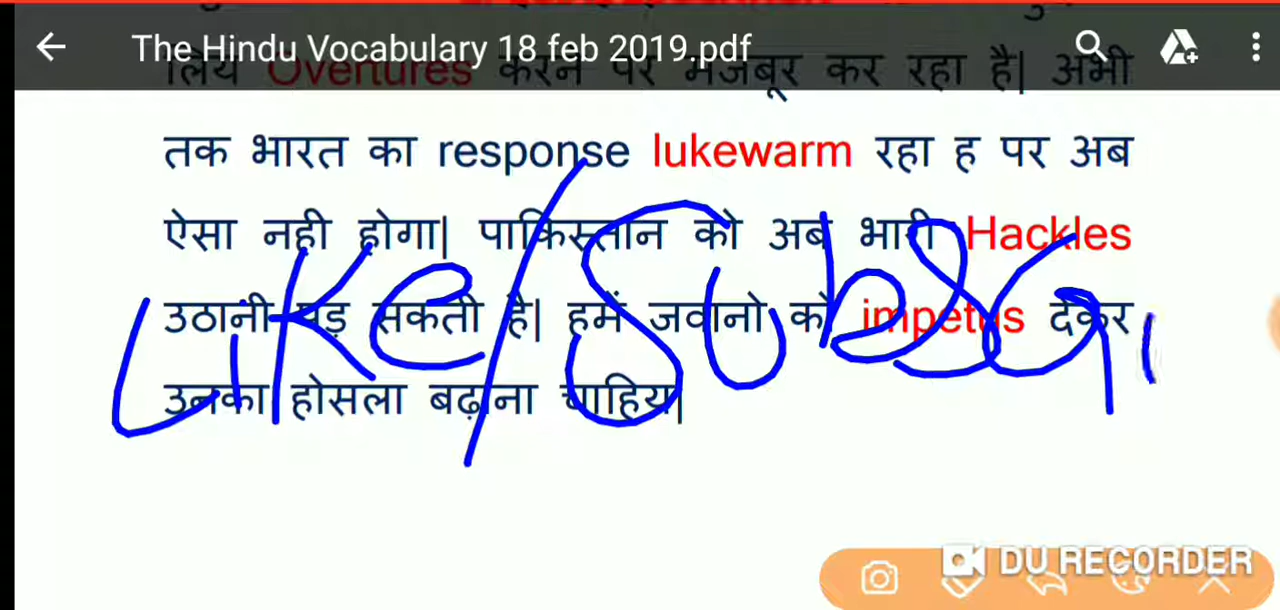 The Hindu Vocabulary 18 feb 2019.pdf
लिये Overtures करने पर मजबूर कर रहा है| अभी
तक भारत का response lukewarm रहा ह पर अब
ऐसा नही होगा| पाकिस्तान को अब भारी Hackles
उठानी पड़ सकती है| हमें जवानो को impetus देकर
उनका होसला बढ़ाना चाहिय|
Like/Subsc
DU RECORDER